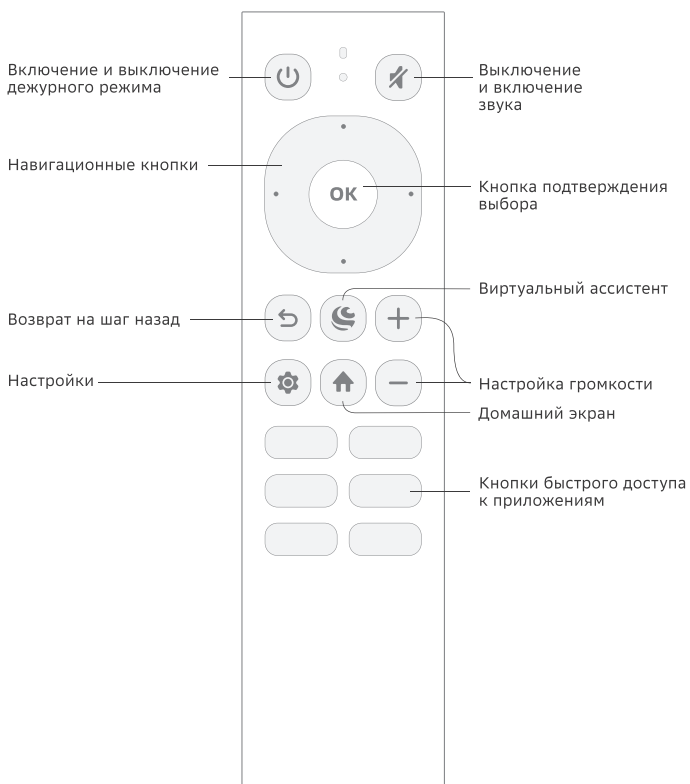 Включение и выключение
дежурного режима
Выключение
и включение
звука
Навигационные кнопки
OK
Кнопка подтверждения
выбора
Виртуальный ассистент
Возврат на шаг назад
Настройки
Настройка громкости
Домашний экран
Кнопки быстрого доступа
к приложениям